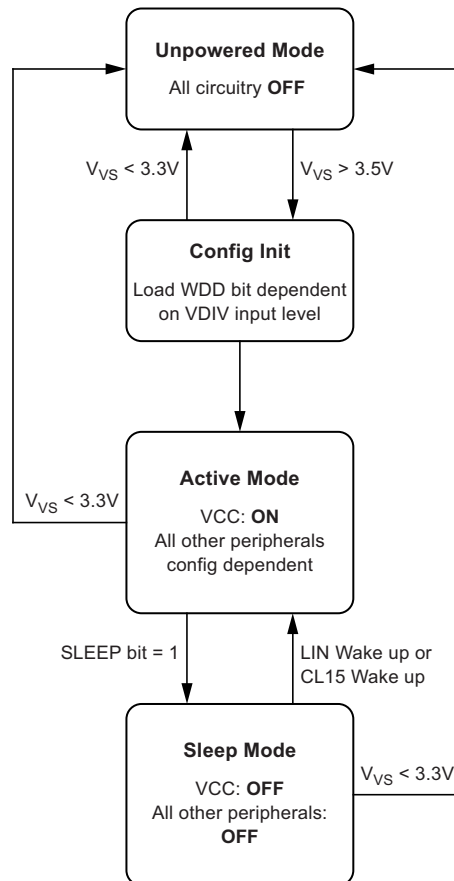 Unpowered Mode
All circuitry OFF
V_VS < 3.3V
V_VS > 3.5V
Config Init
Load WDD bit dependent
on VDIV input level
Active Mode
VCC: ON
All other peripherals
config dependent
V_VS < 3.3V
SLEEP bit = 1
LIN Wake up or
CL15 Wake up
Sleep Mode
VCC: OFF
All other peripherals:
OFF
V_VS < 3.3V